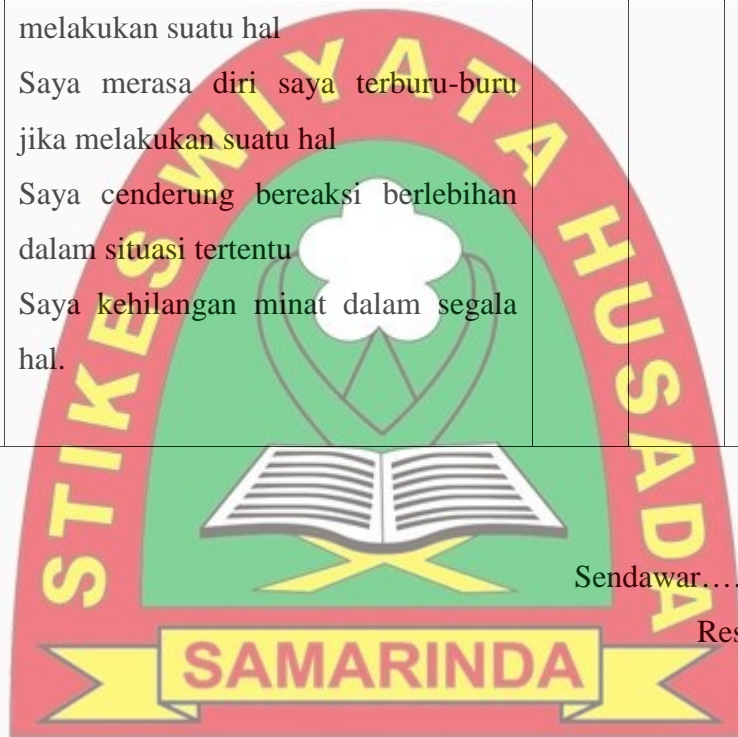 melakukan suatu hal
Saya merasa diri saya terburu-buru
jika melakukan suatu hal
Saya cenderung bereaksi berlebihan
dalam situasi tertentu
Saya kehilangan minat dalam segala
hal.
STIKES WIYATA HUSADA
Sendawar….
Res
SAMARINDA